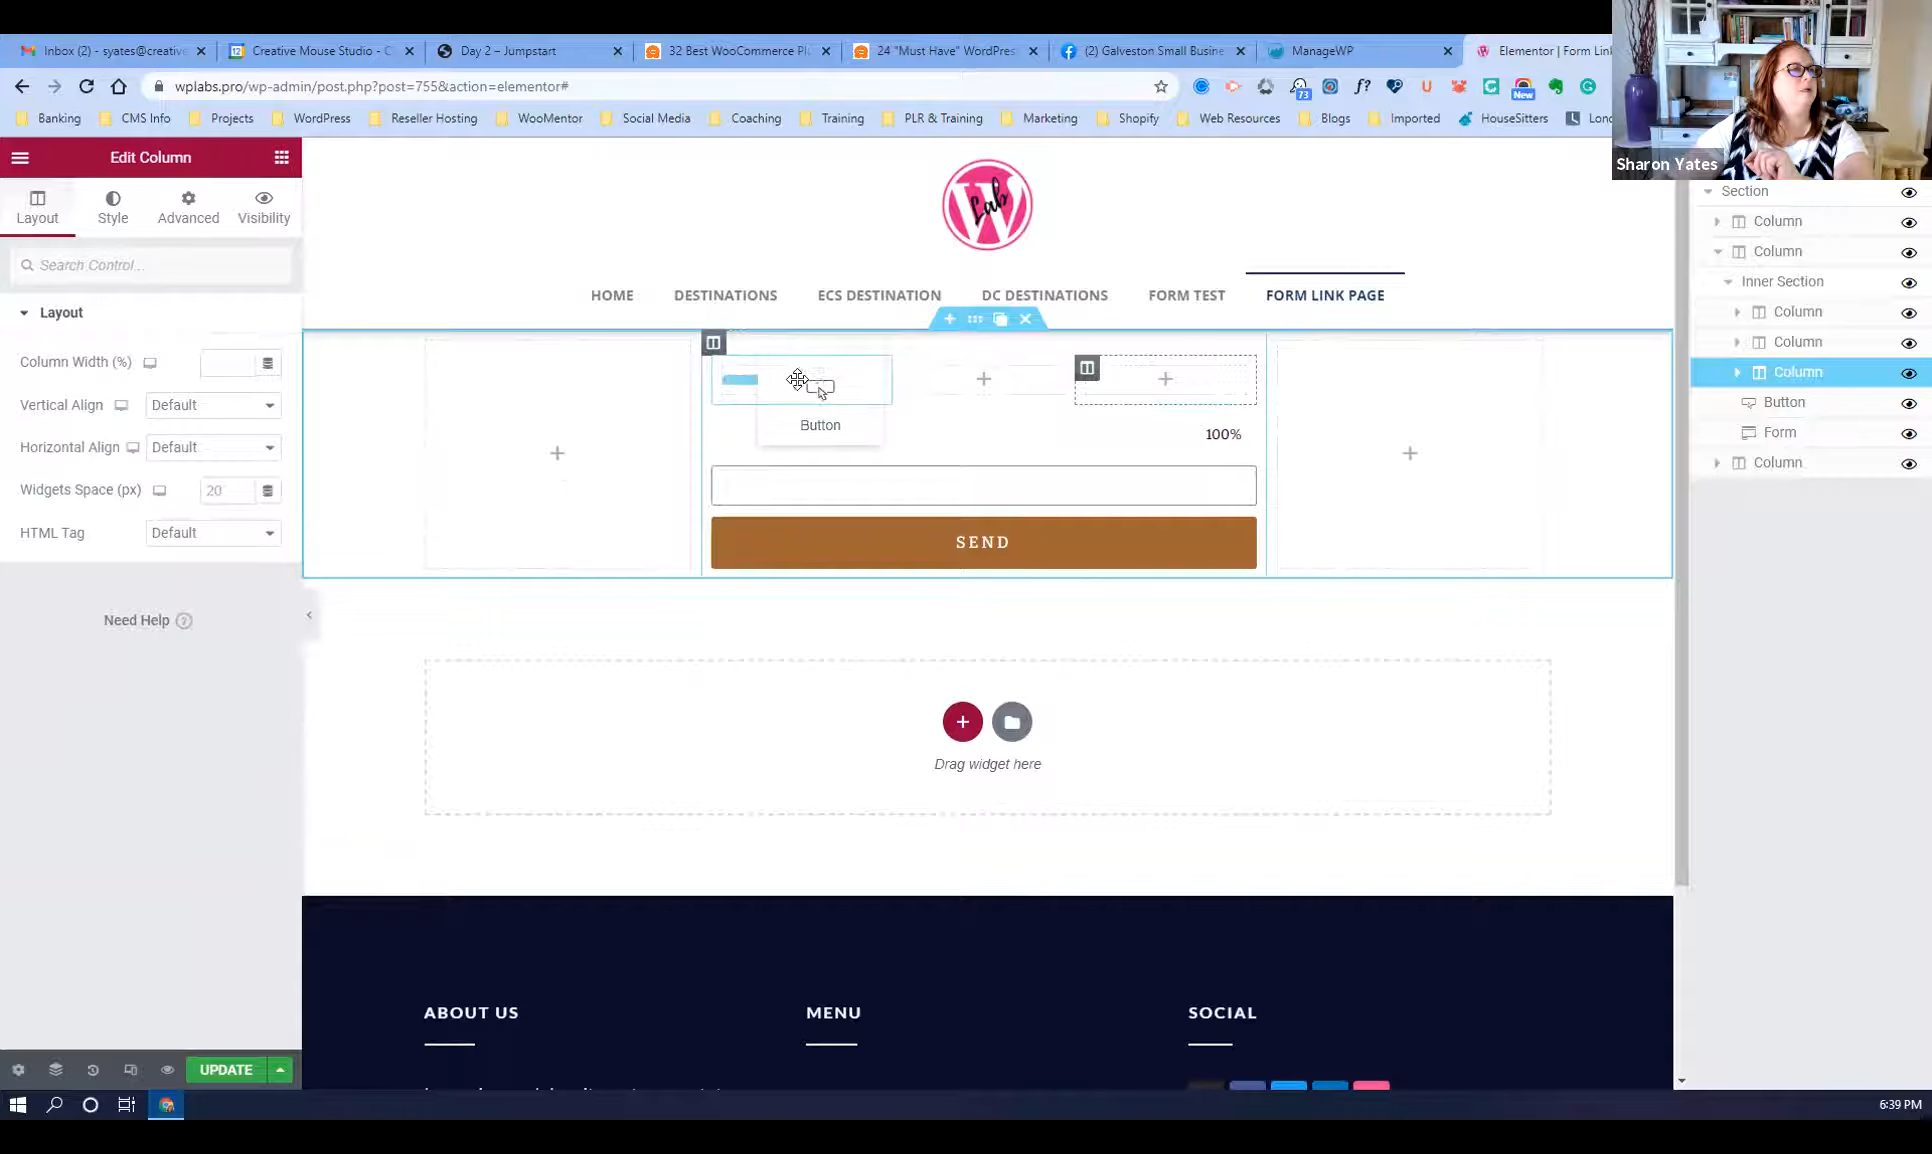 Inbox (2) - syates@creative
Creative Mouse Studio - C
Day 2 – Jumpstart
32 Best WooCommerce Pl
24 "Must Have" WordPres
(2) Galveston Small Busine
ManageWP
Elementor | Form Lin
wplabs.pro/wp-admin/post.php?post=755&action=elementor#
73
f?
U
New
Banking
CMS Info
Projects
WordPress
Reseller Hosting
WooMentor
Social Media
Coaching
Training
PLR & Training
Marketing
Shopify
Web Resources
Blogs
Imported
HouseSitters
Lon
Sharon Yates
Edit Column
Layout
Style
Advanced
Visibility
Search Control...
Layout
Column Width (%)
Vertical Align
Default
Horizontal Align
Default
Widgets Space (px)
20
HTML Tag
Default
Need Help
UPDATE
W
Lab
HOME
DESTINATIONS
ECS DESTINATION
DC DESTINATIONS
FORM TEST
FORM LINK PAGE
Button
100%
SEND
Drag widget here
ABOUT US
MENU
SOCIAL
Section
Column
Column
Inner Section
Column
Column
Column
Button
Form
Column
6:39 PM